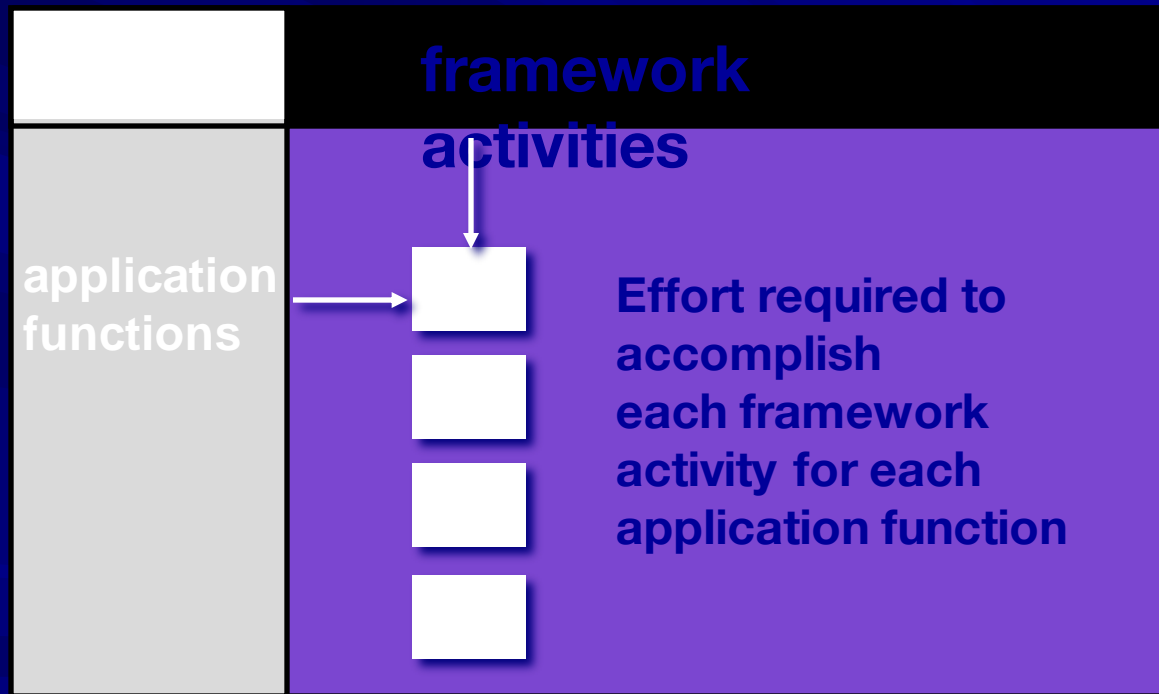 framework
activities
application
functions
Effort required to
accomplish
each framework
activity for each
application function